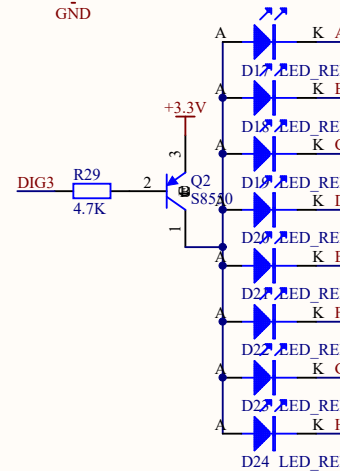 GND
A K A
D17 LED_RE
A K
+3.3V
D18 LED_RE
3
A K
DIG3 R29 2 Q2
4.7K S8550
D19 LED_RE
A K
1
D20 LED_RE
A K
D21 LED_RE
A K
D22 LED_RE
A K
D23 LED_RE
A K
D24 LED_RE